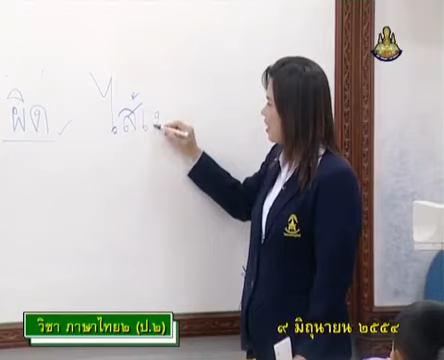 ผิด ไส้เ
วิชา ภาษาไทย๒ (ป.๒)
๙ มิถุนายน ๒๕๕๔